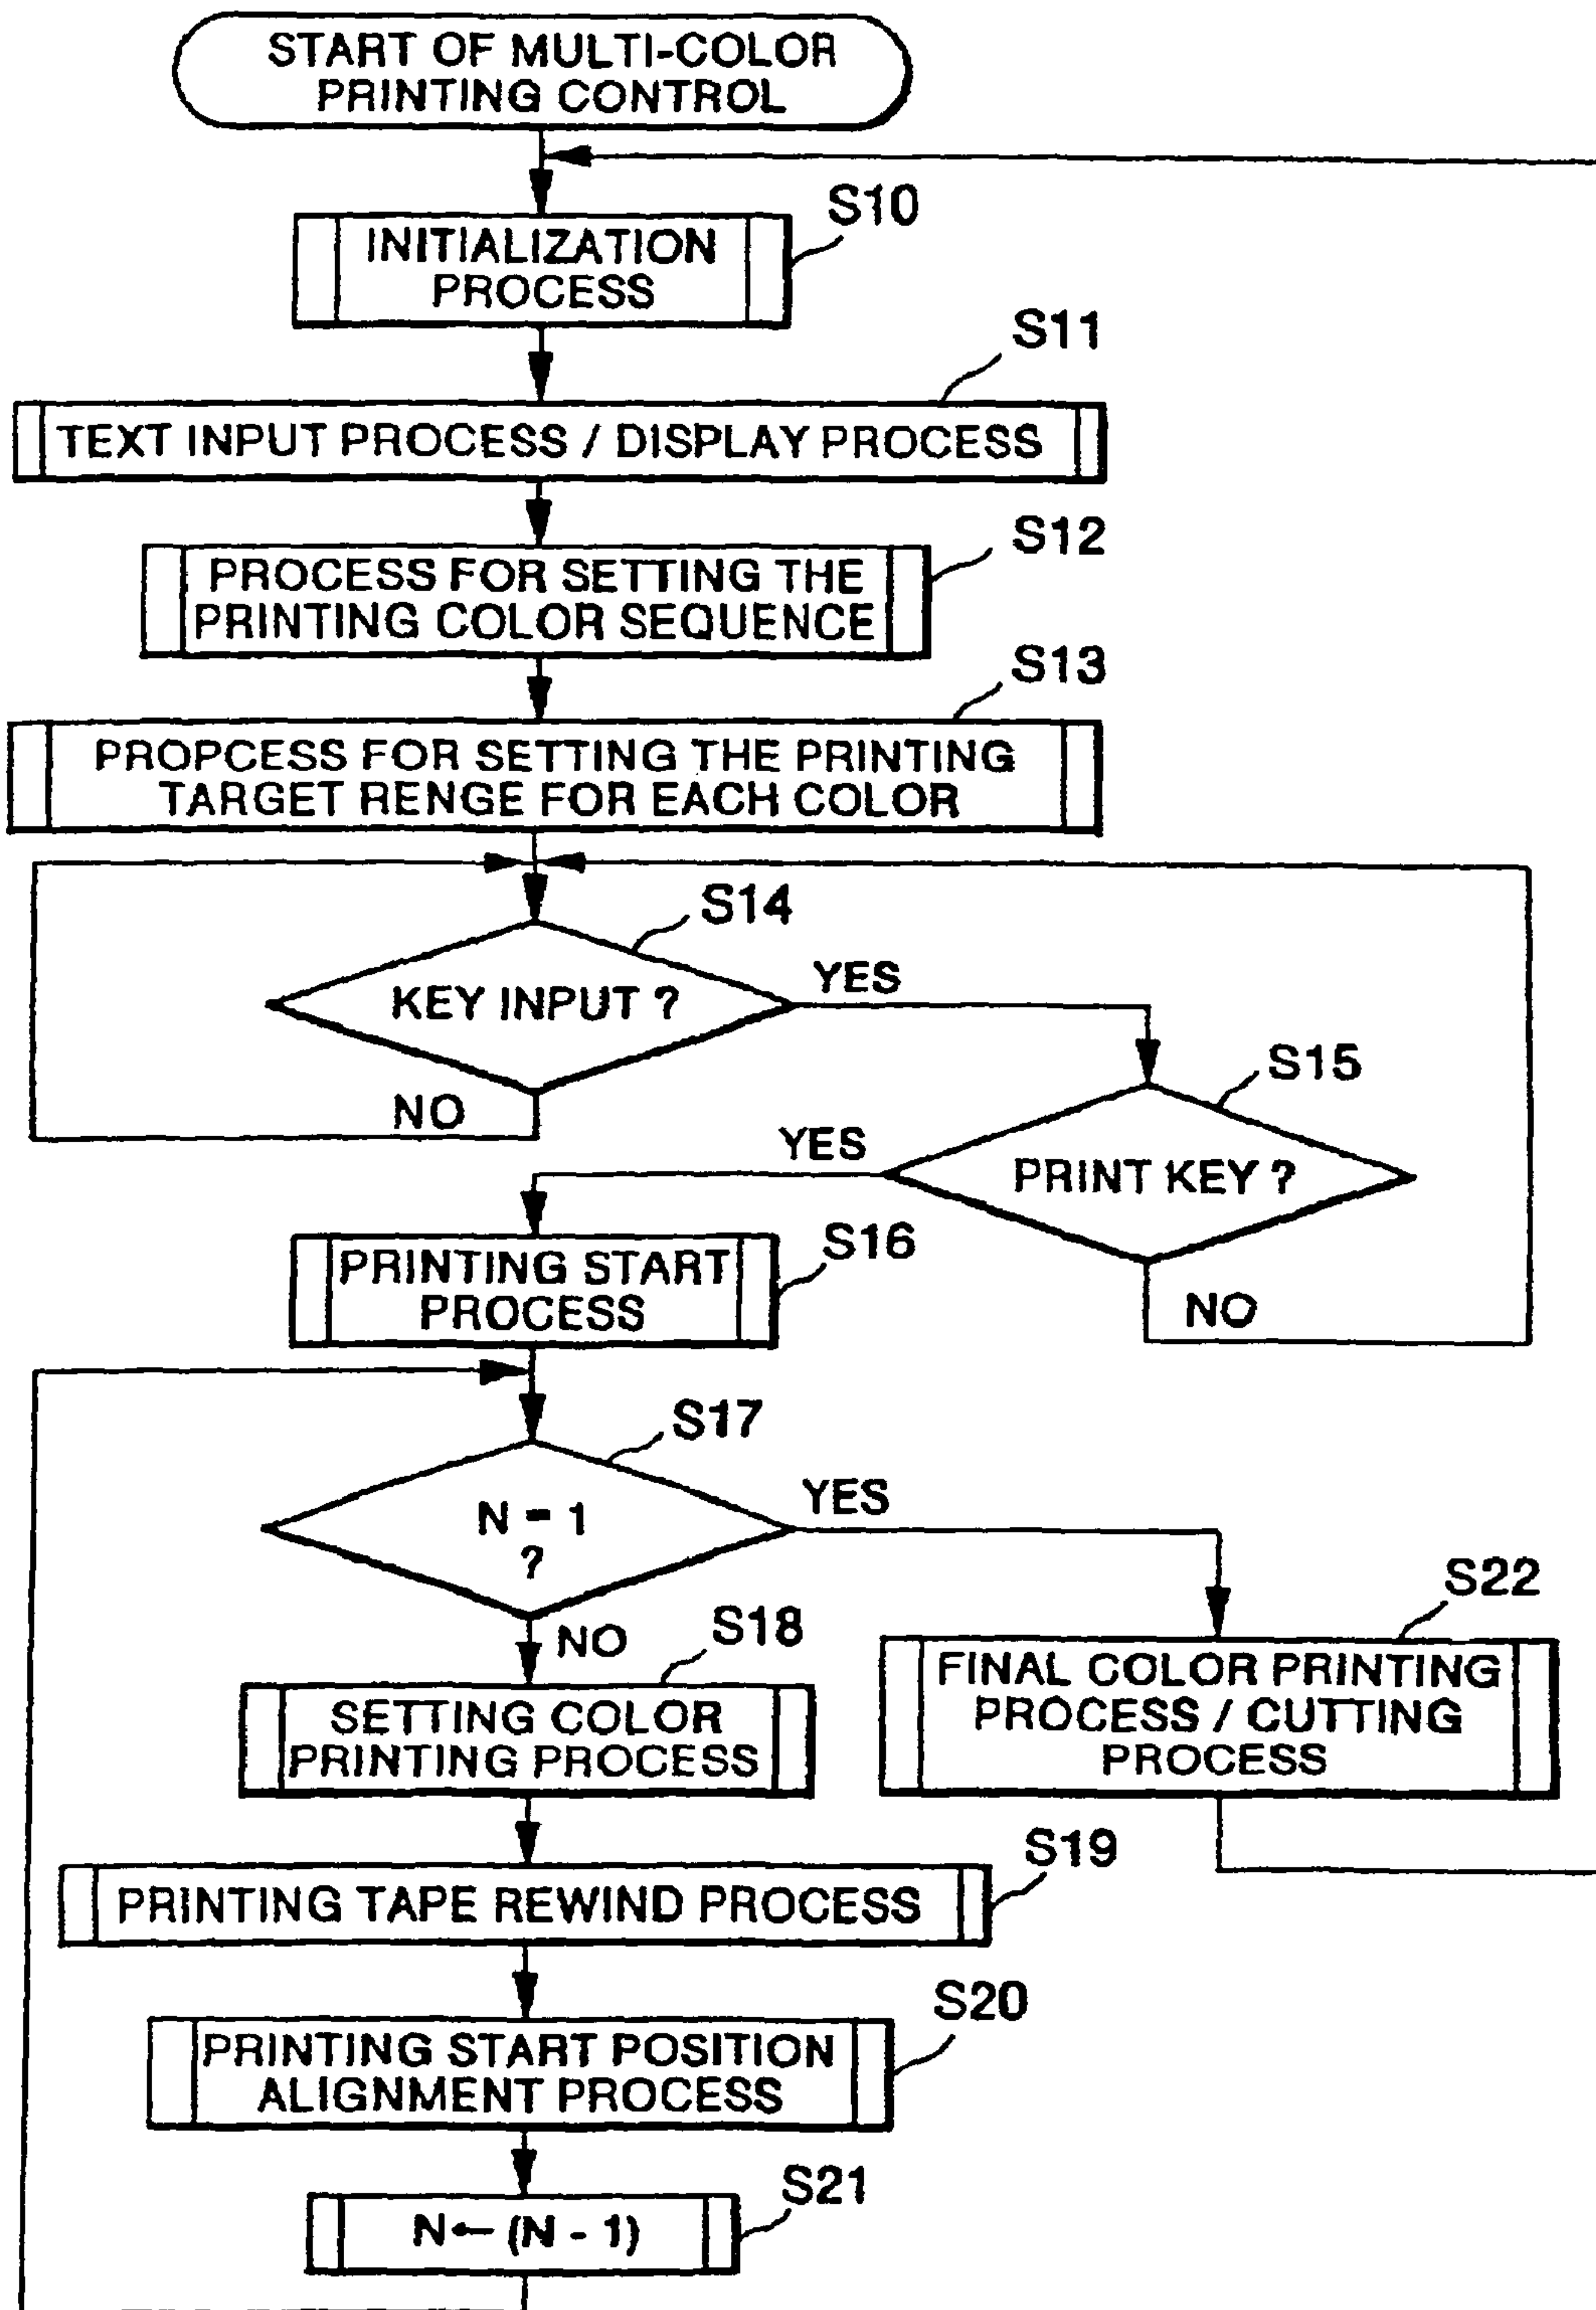 START OF MULTI-COLOR
PRINTING CONTROL
S10
INITIALIZATION
PROCESS
S11
TEXT INPUT PROCESS / DISPLAY PROCESS
S12
PROCESS FOR SETTING THE
PRINTING COLOR SEQUENCE
S13
PROPCESS FOR SETTING THE PRINTING
TARGET RENGE FOR EACH COLOR
S14
KEY INPUT ?
YES
NO
S15
PRINT KEY ?
YES
NO
S16
PRINTING START
PROCESS
S17
N = 1
?
YES
NO
S18
SETTING COLOR
PRINTING PROCESS
S22
FINAL COLOR PRINTING
PROCESS / CUTTING
PROCESS
S19
PRINTING TAPE REWIND PROCESS
S20
PRINTING START POSITION
ALIGNMENT PROCESS
S21
N ← (N - 1)